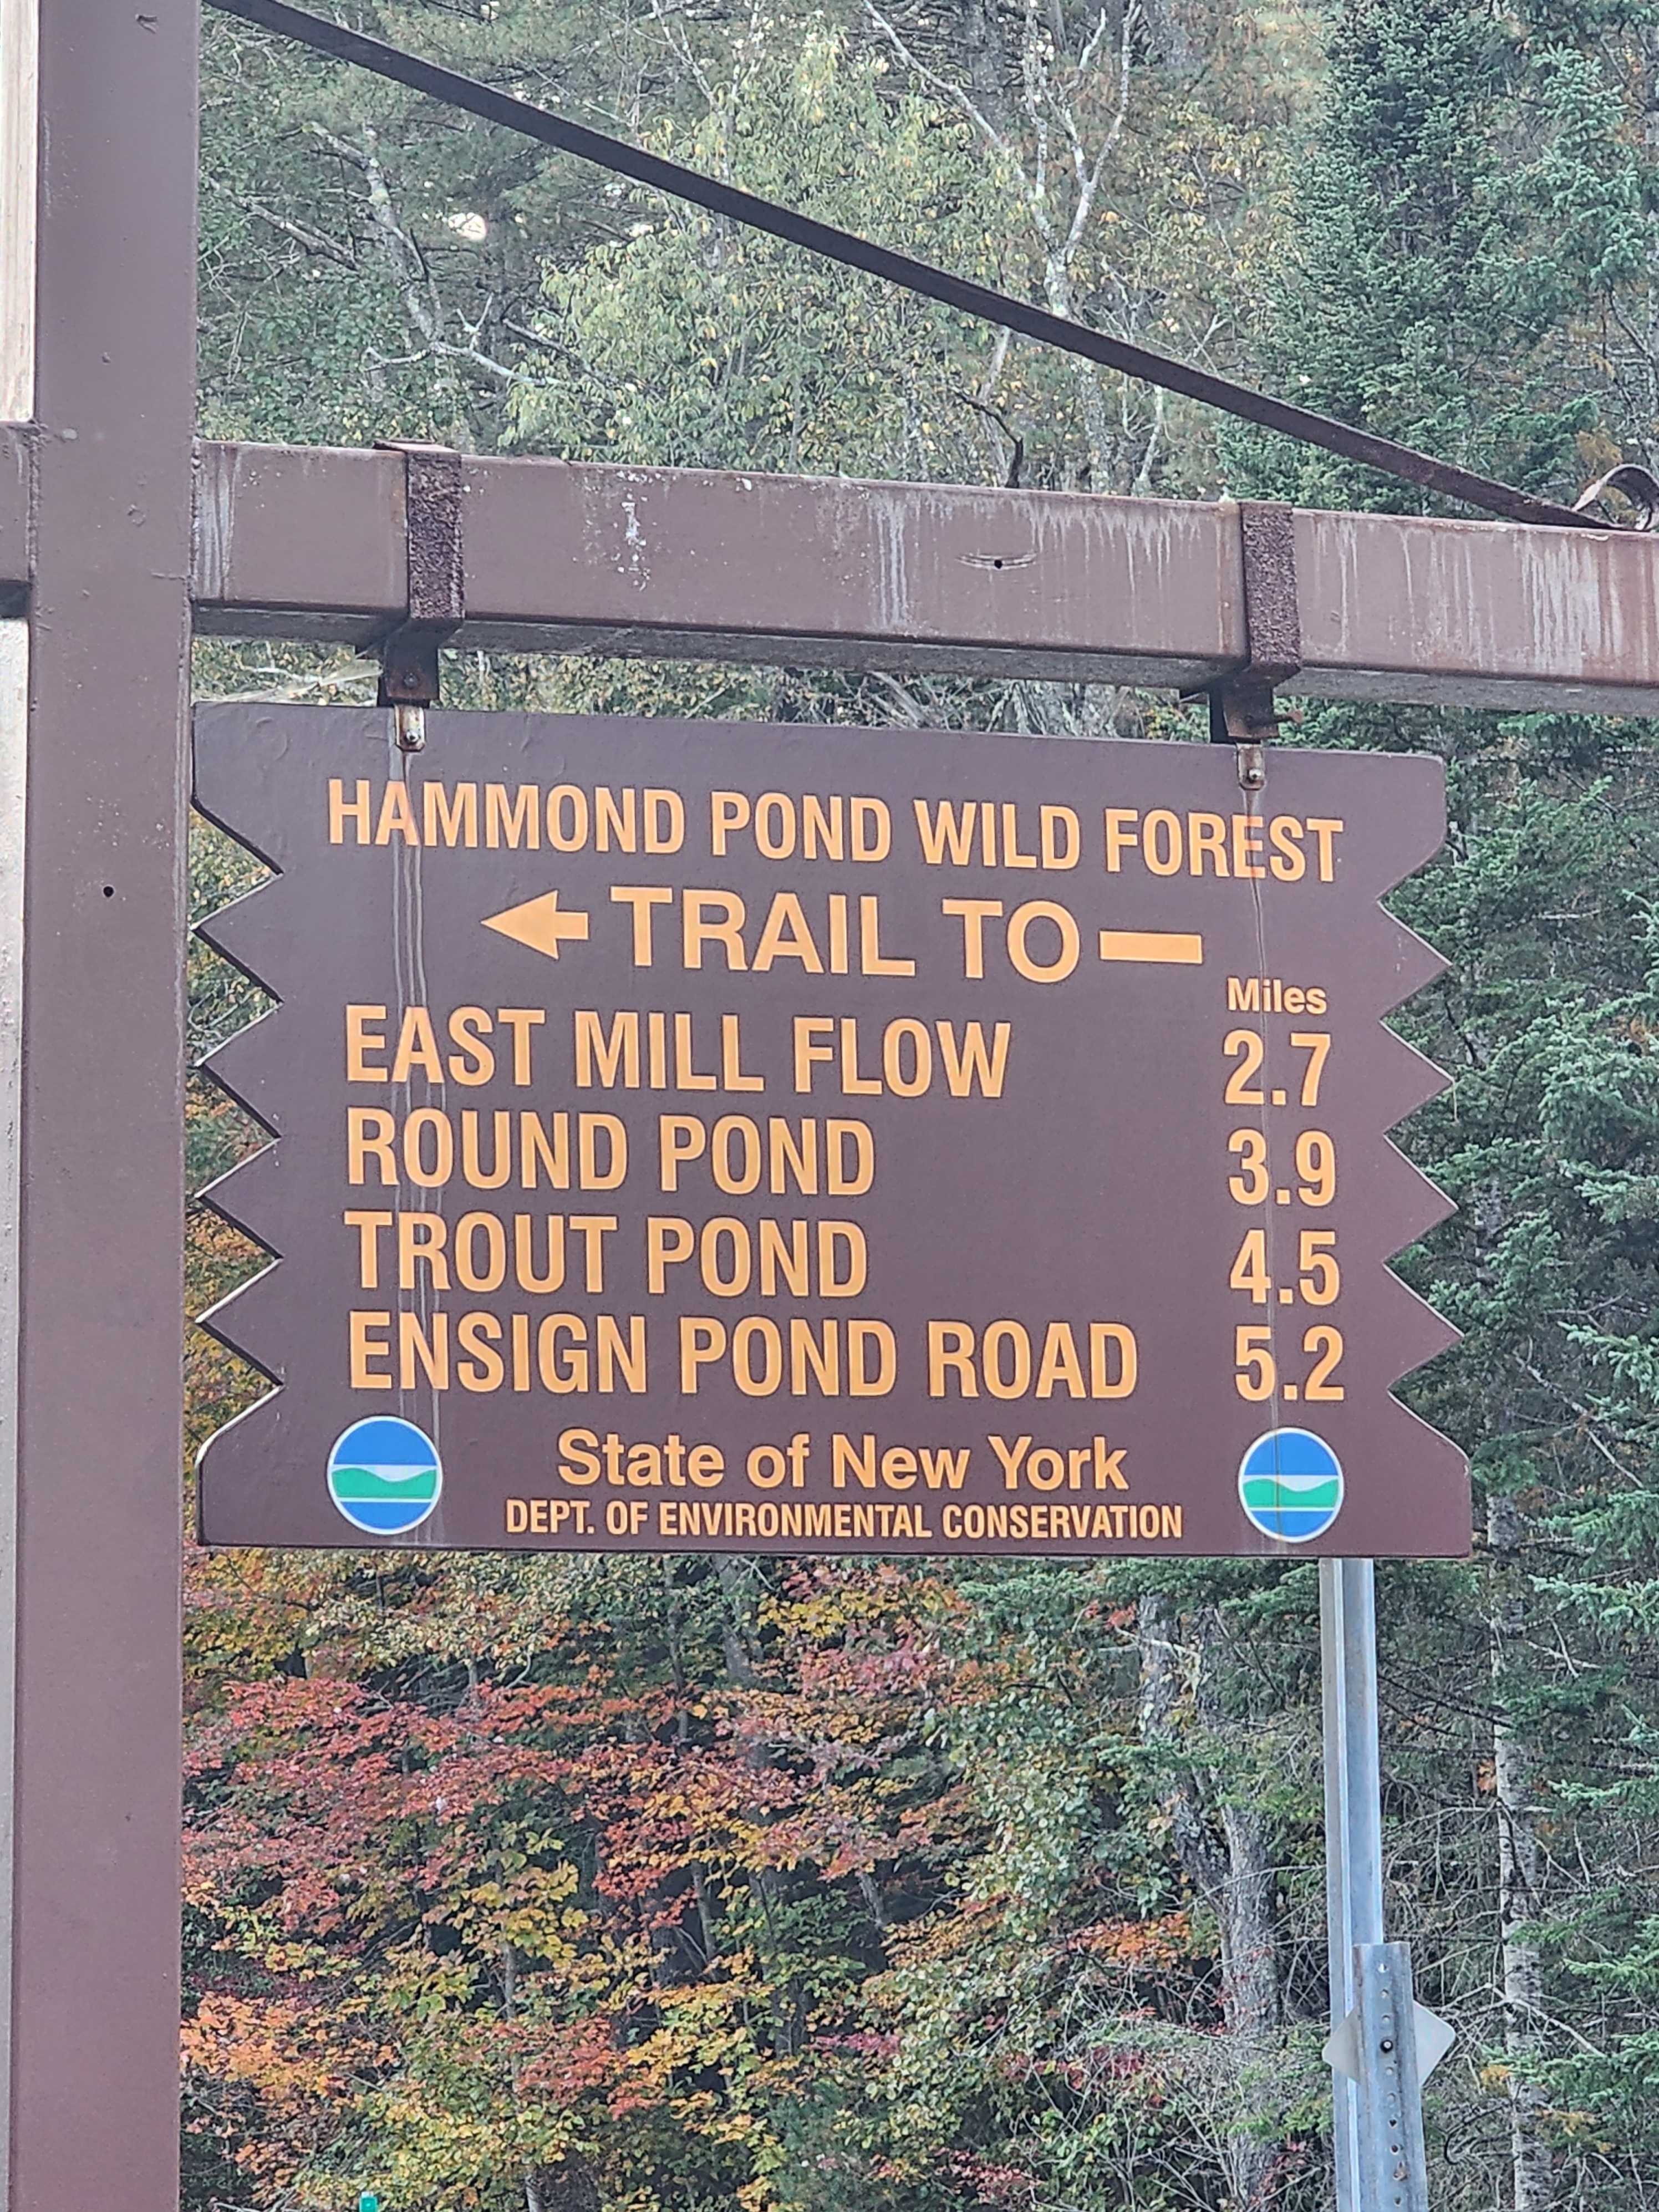 HAMMOND POND WILD FOREST
← TRAIL TO —
Miles
EAST MILL FLOW 2.7
ROUND POND 3.9
TROUT POND 4.5
ENSIGN POND ROAD 5.2
State of New York
DEPT. OF ENVIRONMENTAL CONSERVATION